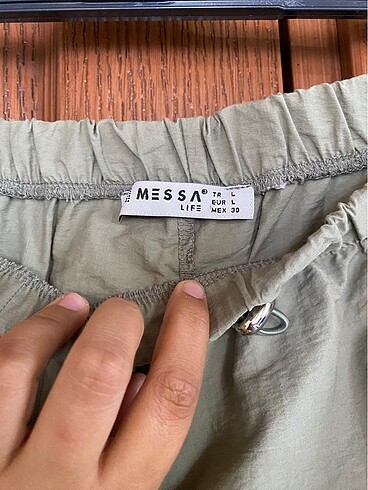 MESSA®
LIFE
TR L
EUR L
MEX 30